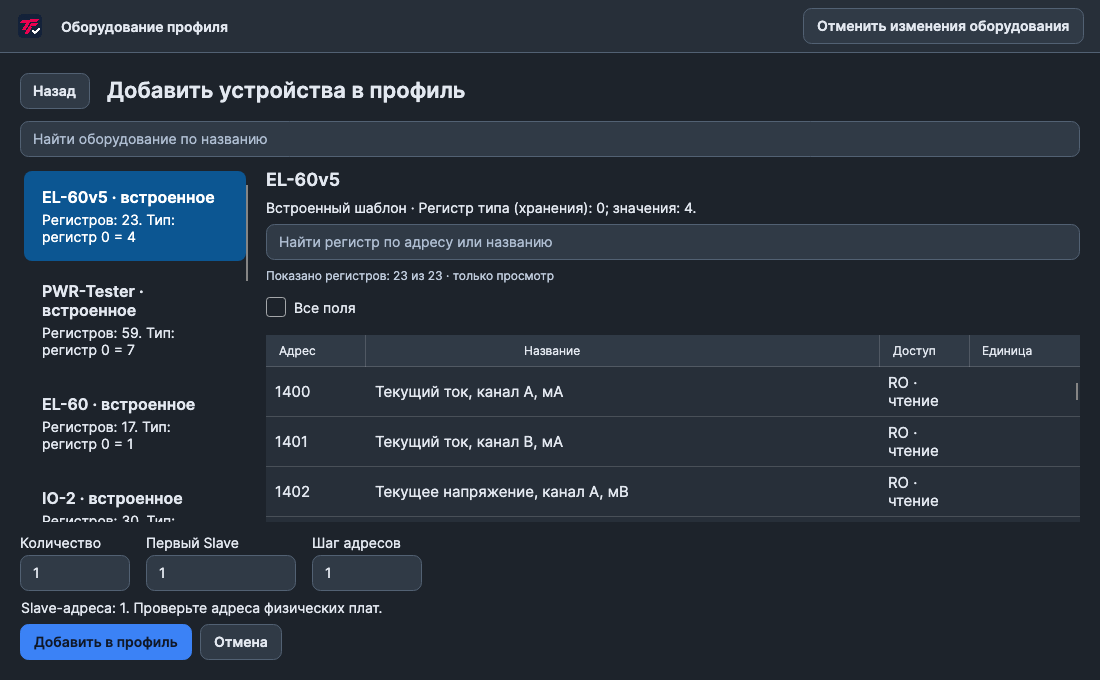 Оборудование профиля
Отменить изменения оборудования
Назад
Добавить устройства в профиль
Найти оборудование по названию
EL-60v5 · встроенное
Регистров: 23. Тип:
регистр 0 = 4
PWR-Tester ·
встроенное
Регистров: 59. Тип:
регистр 0 = 7
EL-60 · встроенное
Регистров: 17. Тип:
регистр 0 = 1
IO-2 · встроенное
Регистров: 30. Тип:
EL-60v5
Встроенный шаблон · Регистр типа (хранения): 0; значения: 4.
Найти регистр по адресу или названию
Показано регистров: 23 из 23 · только просмотр
Все поля
Адрес Название Доступ Единица
1400 Текущий ток, канал A, мА RO ·
чтение
1401 Текущий ток, канал B, мА RO ·
чтение
1402 Текущее напряжение, канал A, мВ RO ·
чтение
Количество Первый Slave Шаг адресов
1 1 1
Slave-адреса: 1. Проверьте адреса физических плат.
Добавить в профиль Отмена